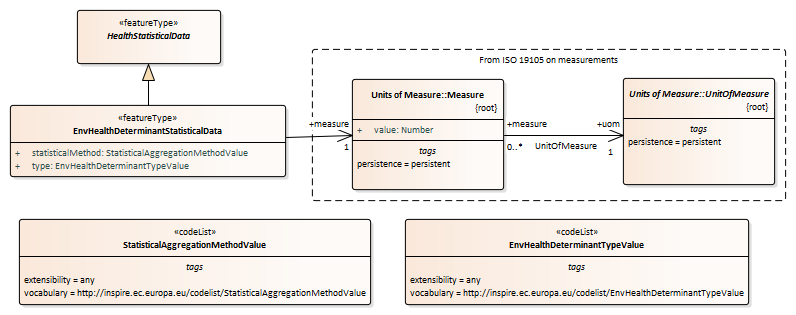 «featureType»
HealthStatisticalData
From ISO 19105 on measurements
«featureType»
EnvHealthDeterminantStatisticalData
+ statisticalMethod: StatisticalAggregationMethodValue
+ type: EnvHealthDeterminantTypeValue
+measure
1
Units of Measure::Measure
{root}
+ value: Number
tags
persistence = persistent
+measure
0..*
UnitOfMeasure
+uom
1
Units of Measure::UnitOfMeasure
{root}
tags
persistence = persistent
«codeList»
StatisticalAggregationMethodValue
tags
extensibility = any
vocabulary = http://inspire.ec.europa.eu/codelist/StatisticalAggregationMethodValue
«codeList»
EnvHealthDeterminantTypeValue
tags
extensibility = any
vocabulary = http://inspire.ec.europa.eu/codelist/EnvHealthDeterminantTypeValue